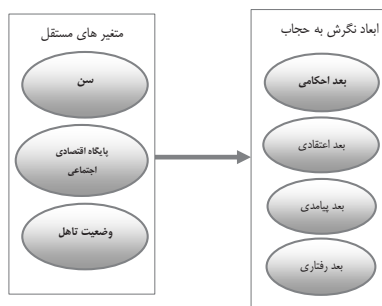 ابعاد نگرش به حجاب
بعد احکامی
بعد اعتقادی
بعد پیامدی
بعد رفتاری
متغیر های مستقل
سن
پایگاه اقتصادی
اجتماعی
وضعیت تاهل